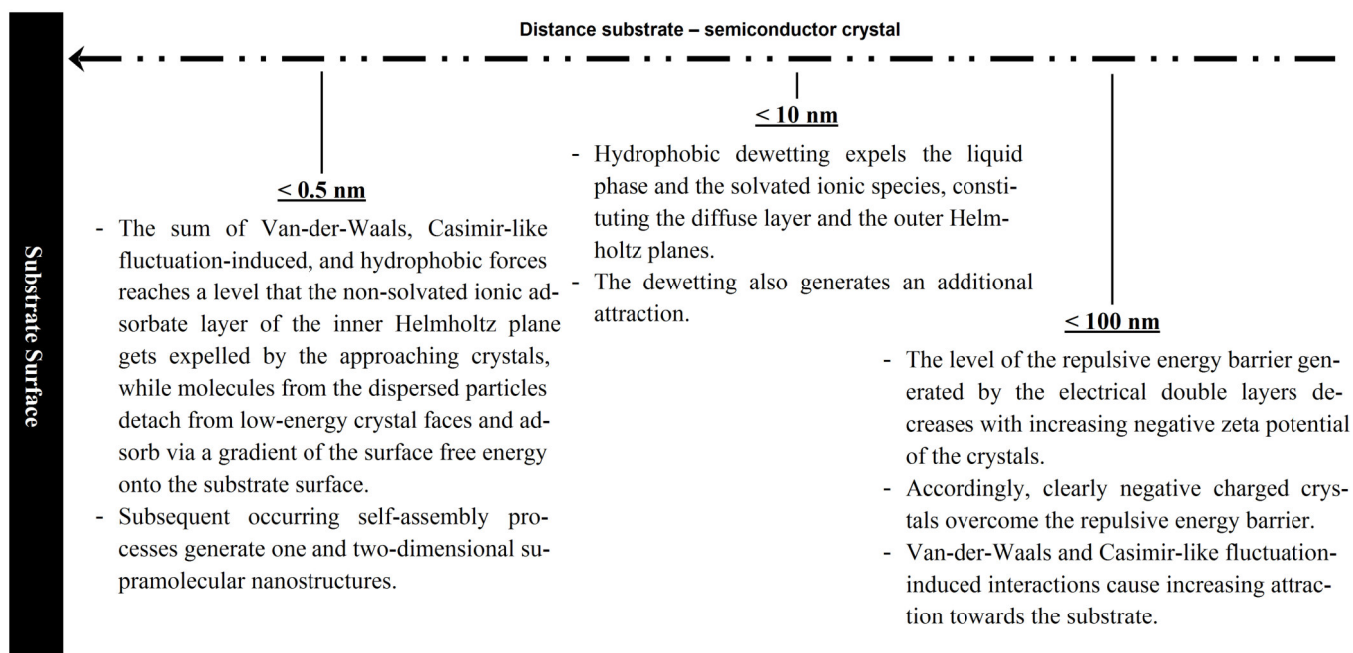 Distance substrate – semiconductor crystal
Substrate Surface
< 0.5 nm
- The sum of Van-der-Waals, Casimir-like
fluctuation-induced, and hydrophobic forces
reaches a level that the non-solvated ionic ad-
sorbate layer of the inner Helmholtz plane
gets expelled by the approaching crystals,
while molecules from the dispersed particles
detach from low-energy crystal faces and ad-
sorb via a gradient of the surface free energy
onto the substrate surface.
- Subsequent occurring self-assembly pro-
cesses generate one and two-dimensional su-
pramolecular nanostructures.
< 10 nm
- Hydrophobic dewetting expels the liquid
phase and the solvated ionic species, consti-
tuting the diffuse layer and the outer Helm-
holtz planes.
- The dewetting also generates an additional
attraction.
< 100 nm
- The level of the repulsive energy barrier gen-
erated by the electrical double layers de-
creases with increasing negative zeta potential
of the crystals.
- Accordingly, clearly negative charged crys-
tals overcome the repulsive energy barrier.
- Van-der-Waals and Casimir-like fluctuation-
induced interactions cause increasing attrac-
tion towards the substrate.